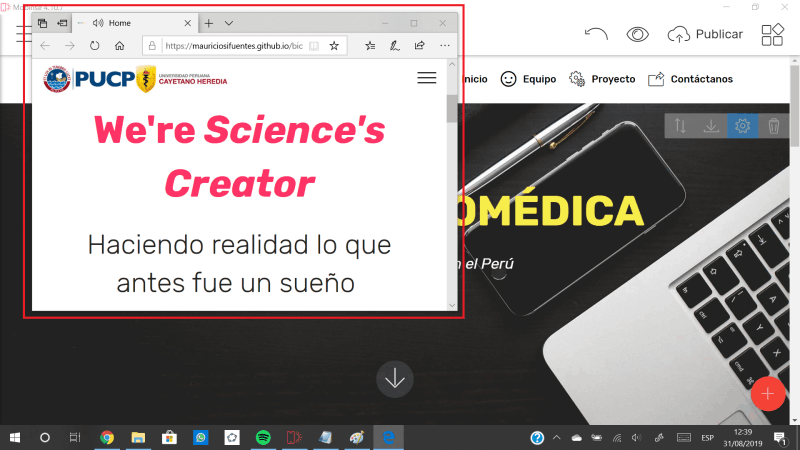 Mobirise 4.10.1
Home
https://mauriciosifuentes.github.io/bic
Publicar
PUCP
UNIVERSIDAD PERUANA
CAYETANO HEREDIA
Inicio
Equipo
Proyecto
Contáctanos
We're Science's
Creator
OMÉDICA
Haciendo realidad lo que
antes fue un sueño
n el Perú
ESP
12:39
31/08/2019